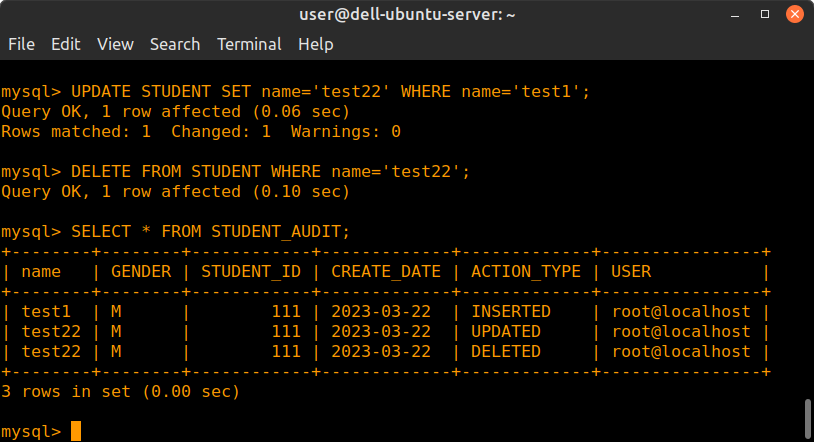 user@dell-ubuntu-server: ~
File Edit View Search Terminal Help
mysql> UPDATE STUDENT SET name='test22' WHERE name='test1';
Query OK, 1 row affected (0.06 sec)
Rows matched: 1  Changed: 1  Warnings: 0
mysql> DELETE FROM STUDENT WHERE name='test22';
Query OK, 1 row affected (0.10 sec)
mysql> SELECT * FROM STUDENT_AUDIT;
+--------+--------+------------+-------------+-------------+----------------+
| name   | GENDER | STUDENT_ID | CREATE_DATE | ACTION_TYPE | USER           |
+--------+--------+------------+-------------+-------------+----------------+
| test1  | M      |        111 | 2023-03-22  | INSERTED    | root@localhost |
| test22 | M      |        111 | 2023-03-22  | UPDATED     | root@localhost |
| test22 | M      |        111 | 2023-03-22  | DELETED     | root@localhost |
+--------+--------+------------+-------------+-------------+----------------+
3 rows in set (0.00 sec)
mysql>